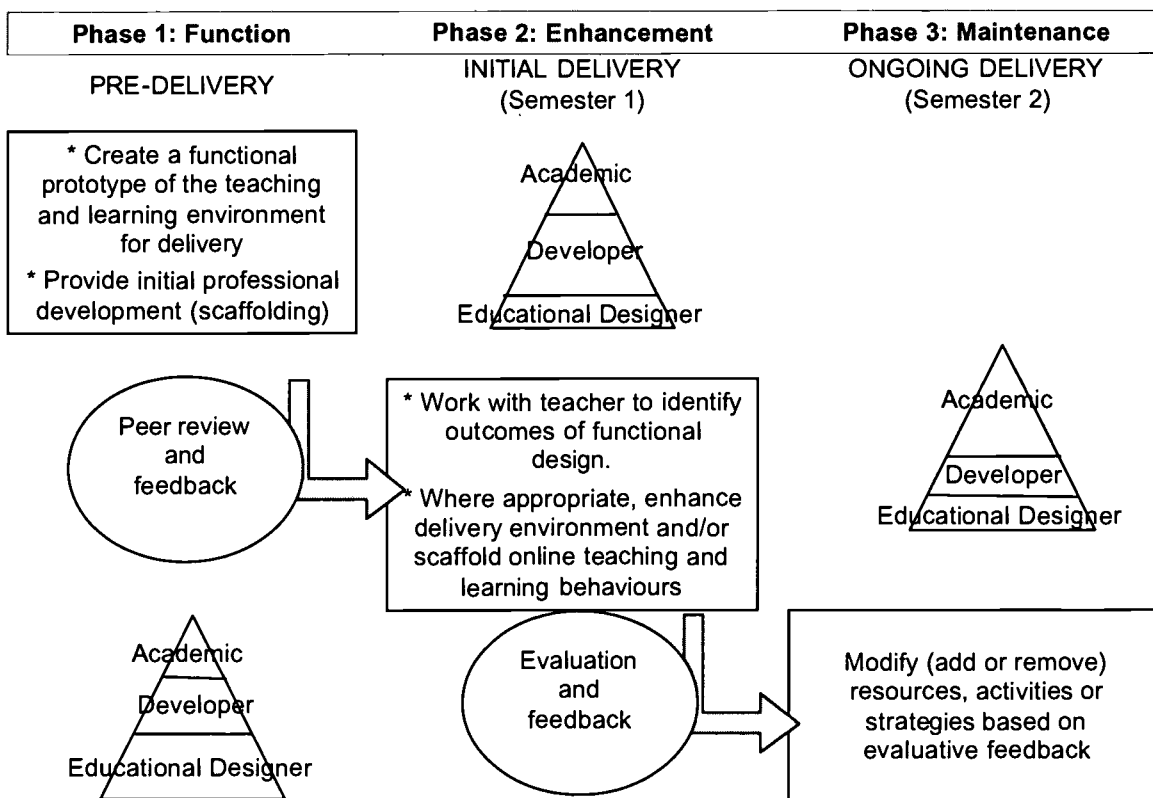 Phase 1: Function
Phase 2: Enhancement
Phase 3: Maintenance
PRE-DELIVERY
INITIAL DELIVERY
(Semester 1)
ONGOING DELIVERY
(Semester 2)
* Create a functional
prototype of the teaching
and learning environment
for delivery
* Provide initial professional
development (scaffolding)
Academic
Developer
Educational Designer
Peer review
and
feedback
* Work with teacher to identify
outcomes of functional
design.
* Where appropriate, enhance
delivery environment and/or
scaffold online teaching and
learning behaviours
Academic
Developer
Educational Designer
Academic
Developer
Educational Designer
Evaluation
and
feedback
Modify (add or remove)
resources, activities or
strategies based on
evaluative feedback